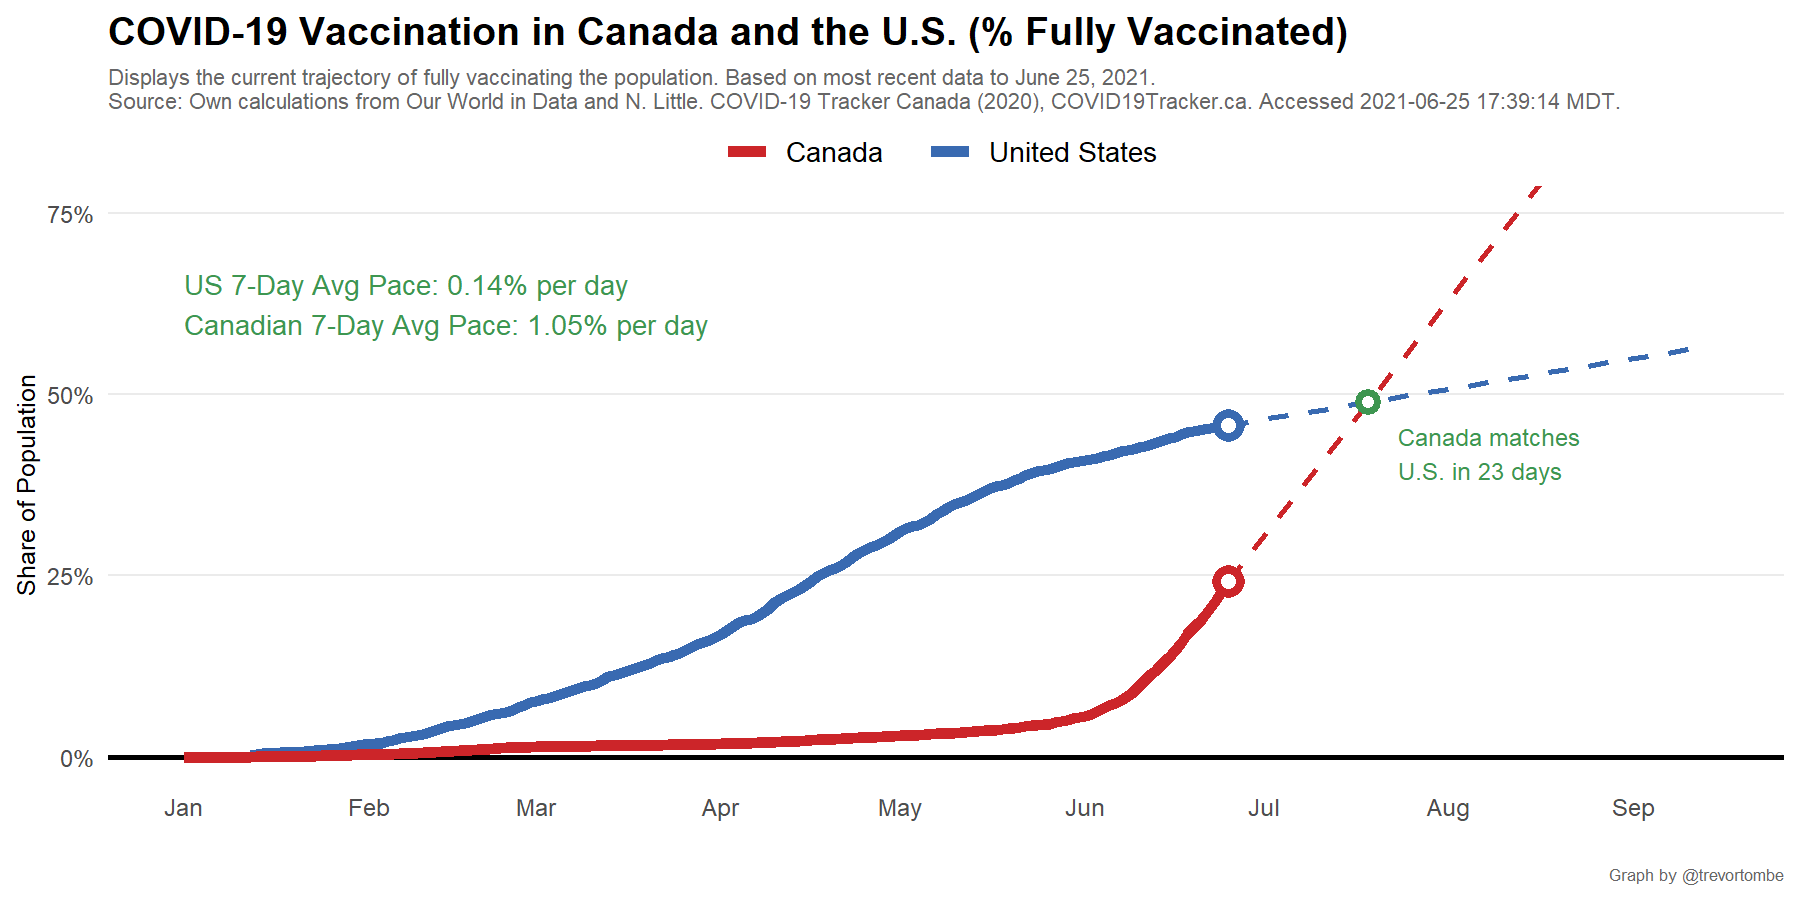 COVID-19 Vaccination in Canada and the U.S. (% Fully Vaccinated)
Displays the current trajectory of fully vaccinating the population. Based on most recent data to June 25, 2021.
Source: Own calculations from Our World in Data and N. Little. COVID-19 Tracker Canada (2020), COVID19Tracker.ca. Accessed 2021-06-25 17:39:14 MDT.
Canada
United States
75%
US 7-Day Avg Pace: 0.14% per day
Canadian 7-Day Avg Pace: 1.05% per day
Share of Population
50%
Canada matches
U.S. in 23 days
25%
0%
Jan
Feb
Mar
Apr
May
Jun
Jul
Aug
Sep
Graph by @trevortombe